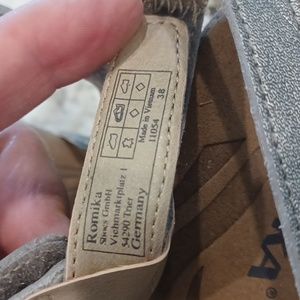 38
Made in Vietnam
11054
Romika
Shoes GmbH
Viehmarktplatz 1
54290 Trier
Germany